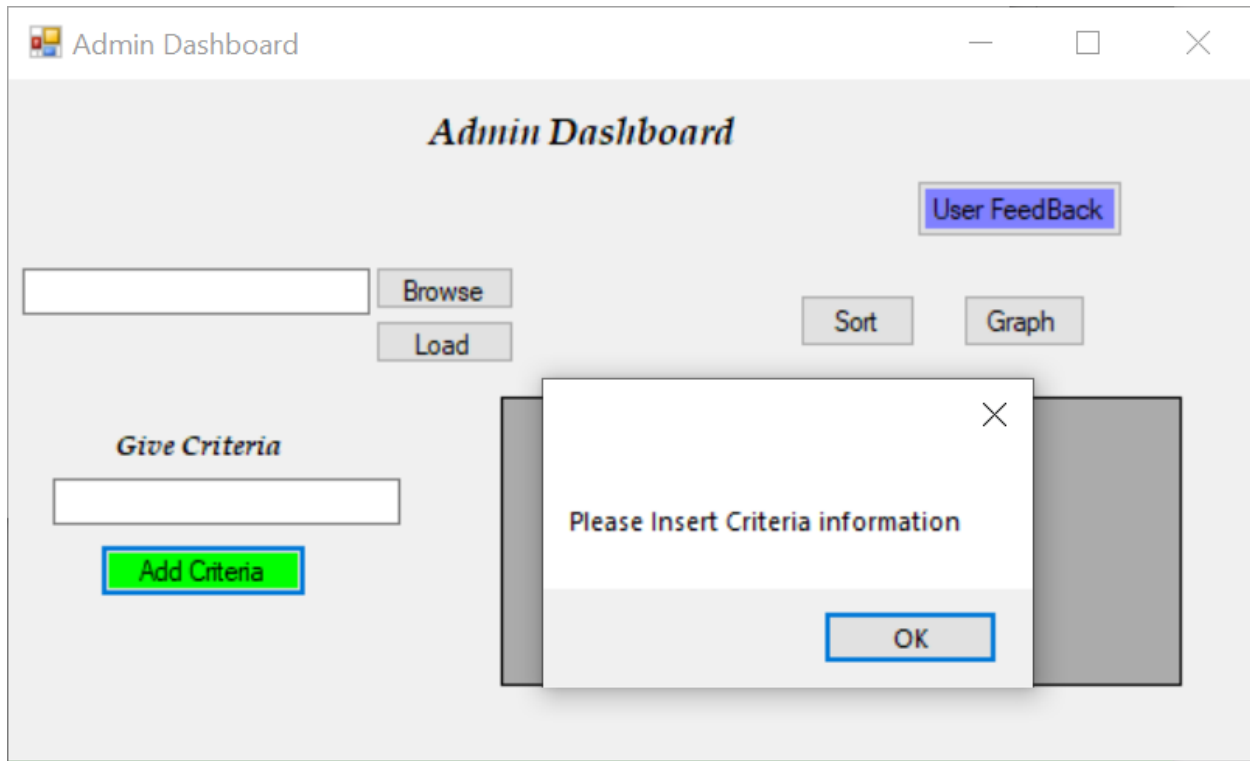 Admin Dashboard
Admin Dashboard
User FeedBack
Browse
Load
Sort
Graph
Give Criteria
Add Criteria
Please Insert Criteria information
OK